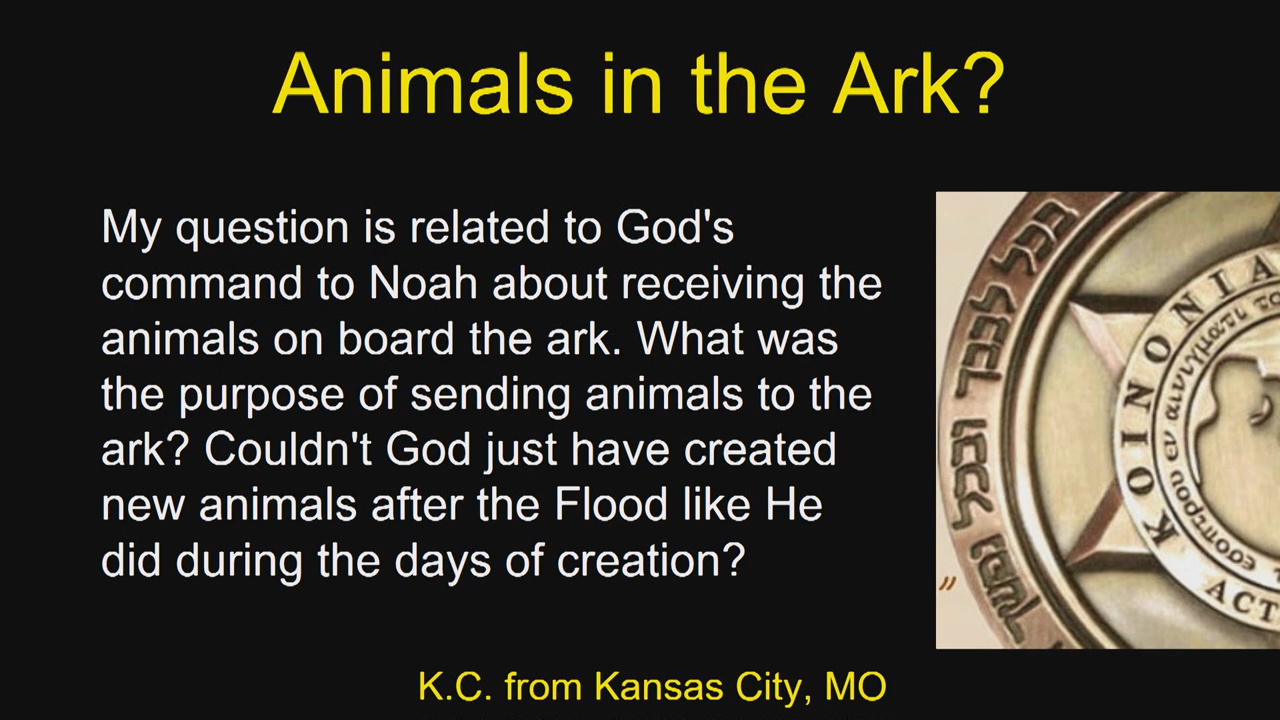 Animals in the Ark?
My question is related to God's
command to Noah about receiving the
animals on board the ark. What was
the purpose of sending animals to the
ark? Couldn't God just have created
new animals after the Flood like He
did during the days of creation?
K.C. from Kansas City, MO
KOINONIA
ACT
εν αινιγματι
”